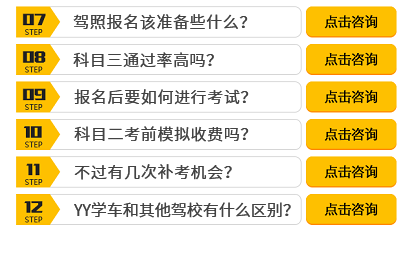 07 STEP 驾照报名该准备些什么? 点击咨询
08 STEP 科目三通过率高吗? 点击咨询
09 STEP 报名后要如何进行考试? 点击咨询
10 STEP 科目二考前模拟收费吗? 点击咨询
11 STEP 不过有几次补考机会? 点击咨询
12 STEP YY学车和其他驾校有什么区别? 点击咨询